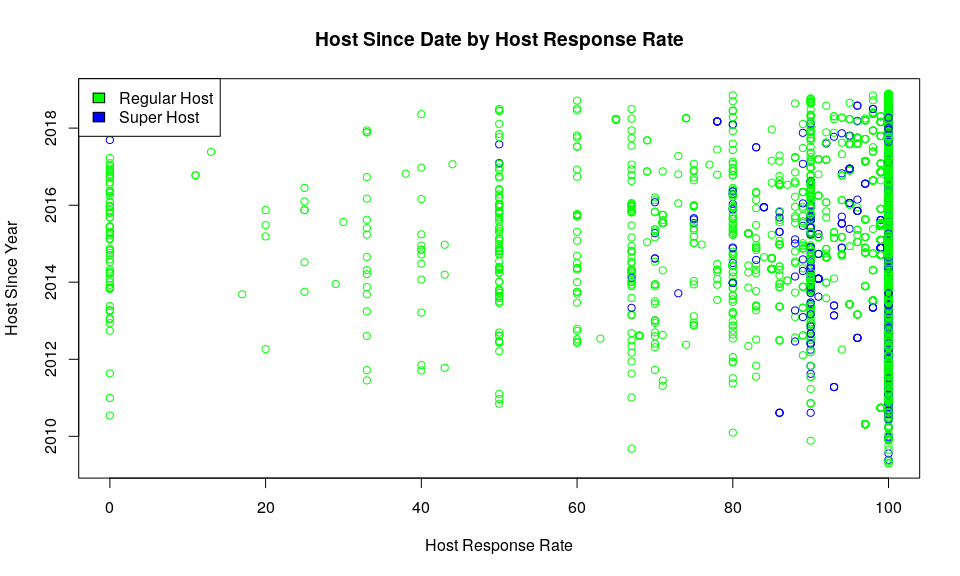 Host Since Date by Host Response Rate
Regular Host
Super Host
Host SInce Year
2018
2016
2014
2012
2010
0 20 40 60 80 100
Host Response Rate